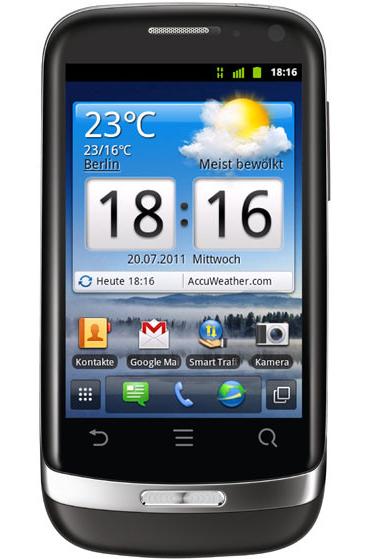 18:16
23℃
23/16℃
Berlin
Meist bewölkt
18:16
20.07.2011 Mittwoch
Heute 18:16
AccuWeather.com
Kontakte
Google Mai
Smart Trafi
Kamera